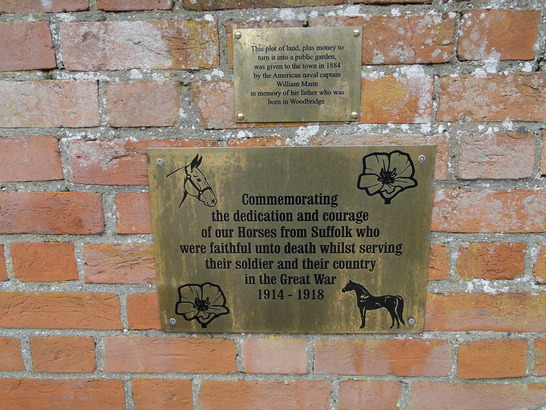 This plot of land, plus money to
turn it into a public garden,
was given to the town in 1884
by the American naval captain
William Mann
in memory of his father who was
born in Woodbridge
Commemorating
the dedication and courage
of our Horses from Suffolk who
were faithful unto death whilst serving
their soldier and their country
in the Great War
1914 - 1918